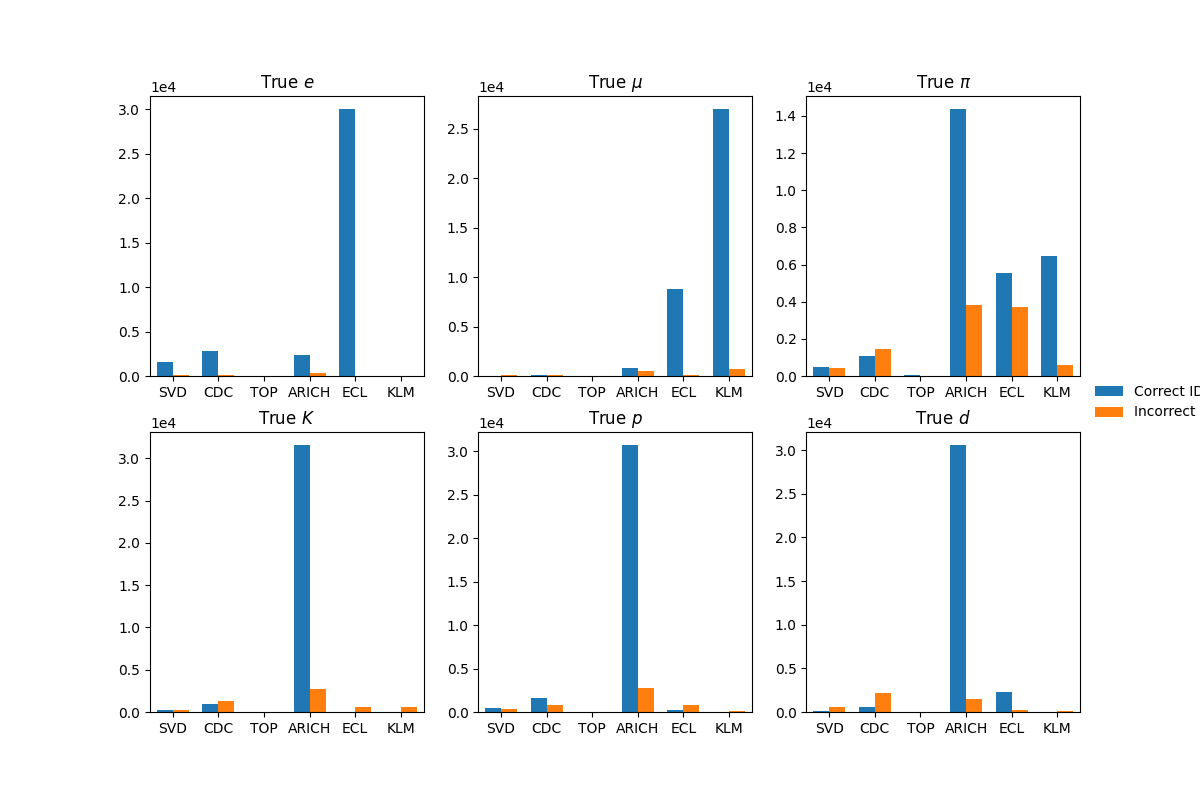 True e
1e4
3.0
2.5
2.0
1.5
1.0
0.5
0.0
SVD CDC TOP ARICH ECL KLM
True μ
1e4
2.5
2.0
1.5
1.0
0.5
0.0
SVD CDC TOP ARICH ECL KLM
True π
1e4
1.4
1.2
1.0
0.8
0.6
0.4
0.2
0.0
SVD CDC TOP ARICH ECL KLM
True K
1e4
3.0
2.5
2.0
1.5
1.0
0.5
0.0
SVD CDC TOP ARICH ECL KLM
True p
1e4
3.0
2.5
2.0
1.5
1.0
0.5
0.0
SVD CDC TOP ARICH ECL KLM
True d
1e4
3.0
2.5
2.0
1.5
1.0
0.5
0.0
SVD CDC TOP ARICH ECL KLM
Correct ID
Incorrect